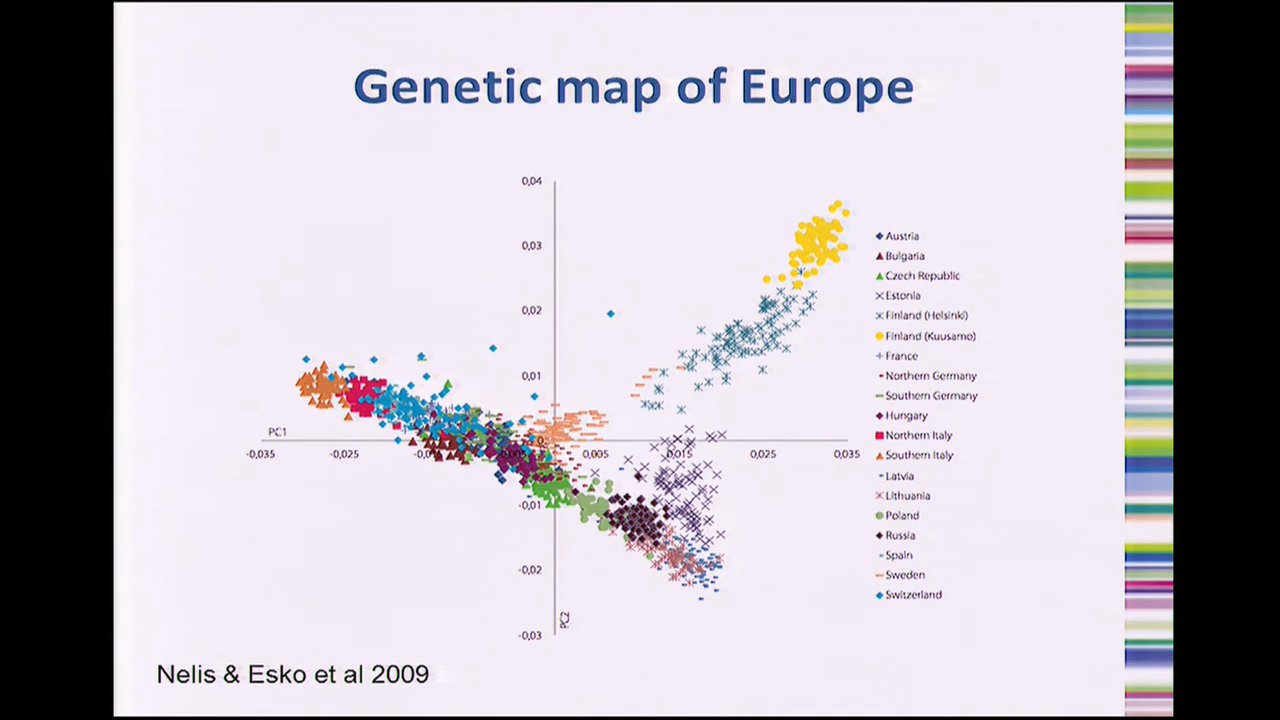 Genetic map of Europe
0,04
0,03
0,02
0,01
0
-0,01
-0,02
-0,03
PC1
-0,035
-0,025
-0,005
0,005
0,015
0,025
0,035
PC2
Austria
Bulgaria
Czech Republic
Estonia
Finland (Helsinki)
Finland (Kuusamo)
France
Northern Germany
Southern Germany
Hungary
Northern Italy
Southern Italy
Latvia
Lithuania
Poland
Russia
Spain
Sweden
Switzerland
Nelis & Esko et al 2009